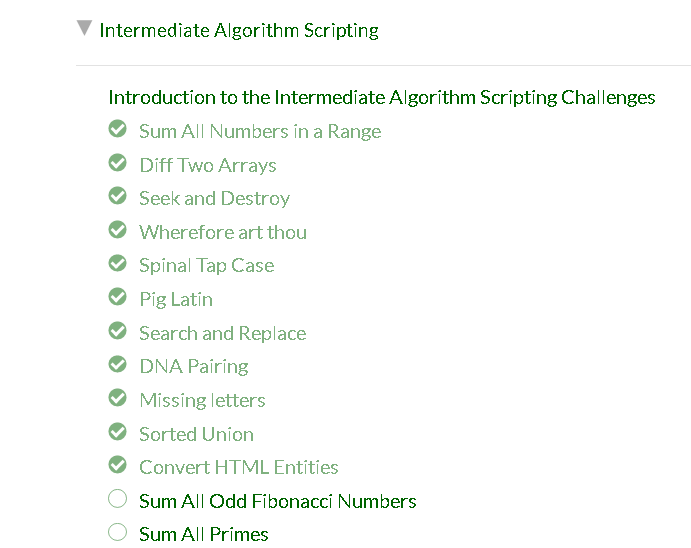 Intermediate Algorithm Scripting
Introduction to the Intermediate Algorithm Scripting Challenges
Sum All Numbers in a Range
Diff Two Arrays
Seek and Destroy
Wherefore art thou
Spinal Tap Case
Pig Latin
Search and Replace
DNA Pairing
Missing letters
Sorted Union
Convert HTML Entities
Sum All Odd Fibonacci Numbers
Sum All Primes